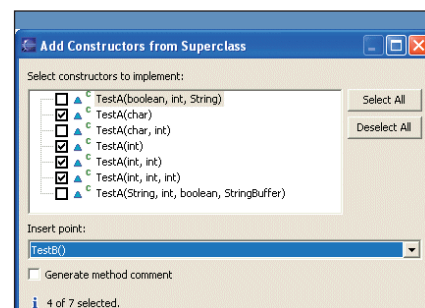 Add Constructors from Superclass
Select constructors to implement:
C TestA(boolean, int, String)
C TestA(char)
C TestA(char, int)
C TestA(int)
C TestA(int, int)
C TestA(int, int, int)
C TestA(String, int, boolean, StringBuffer)
Select All
Deselect All
Insert point:
TestB()
Generate method comment
i 4 of 7 selected.